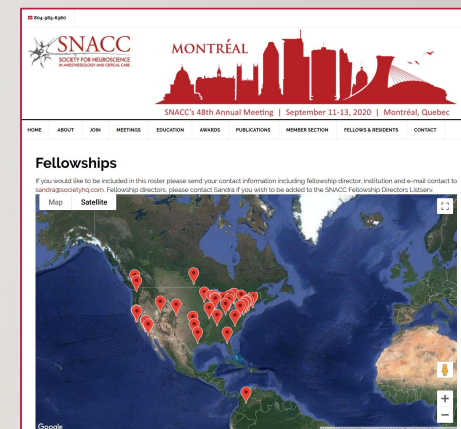 804-565-6360
SNACC
SOCIETY FOR NEUROSCIENCE
IN ANESTHESIOLOGY AND CRITICAL CARE
MONTRÉAL
SNACC's 48th Annual Meeting | September 11-13, 2020 | Montréal, Quebec
HOME ABOUT JOIN MEETINGS EDUCATION AWARDS PUBLICATIONS MEMBER SECTION FELLOWS & RESIDENTS CONTACT
Fellowships
If you would like to be included in this roster please send your contact information including fellowship director, institution and e-mail contact to
sandra@societyhq.com. Fellowship directors, please contact Sandra if you wish to be added to the SNACC Fellowship Directors Listserv.
Map Satellite
Google